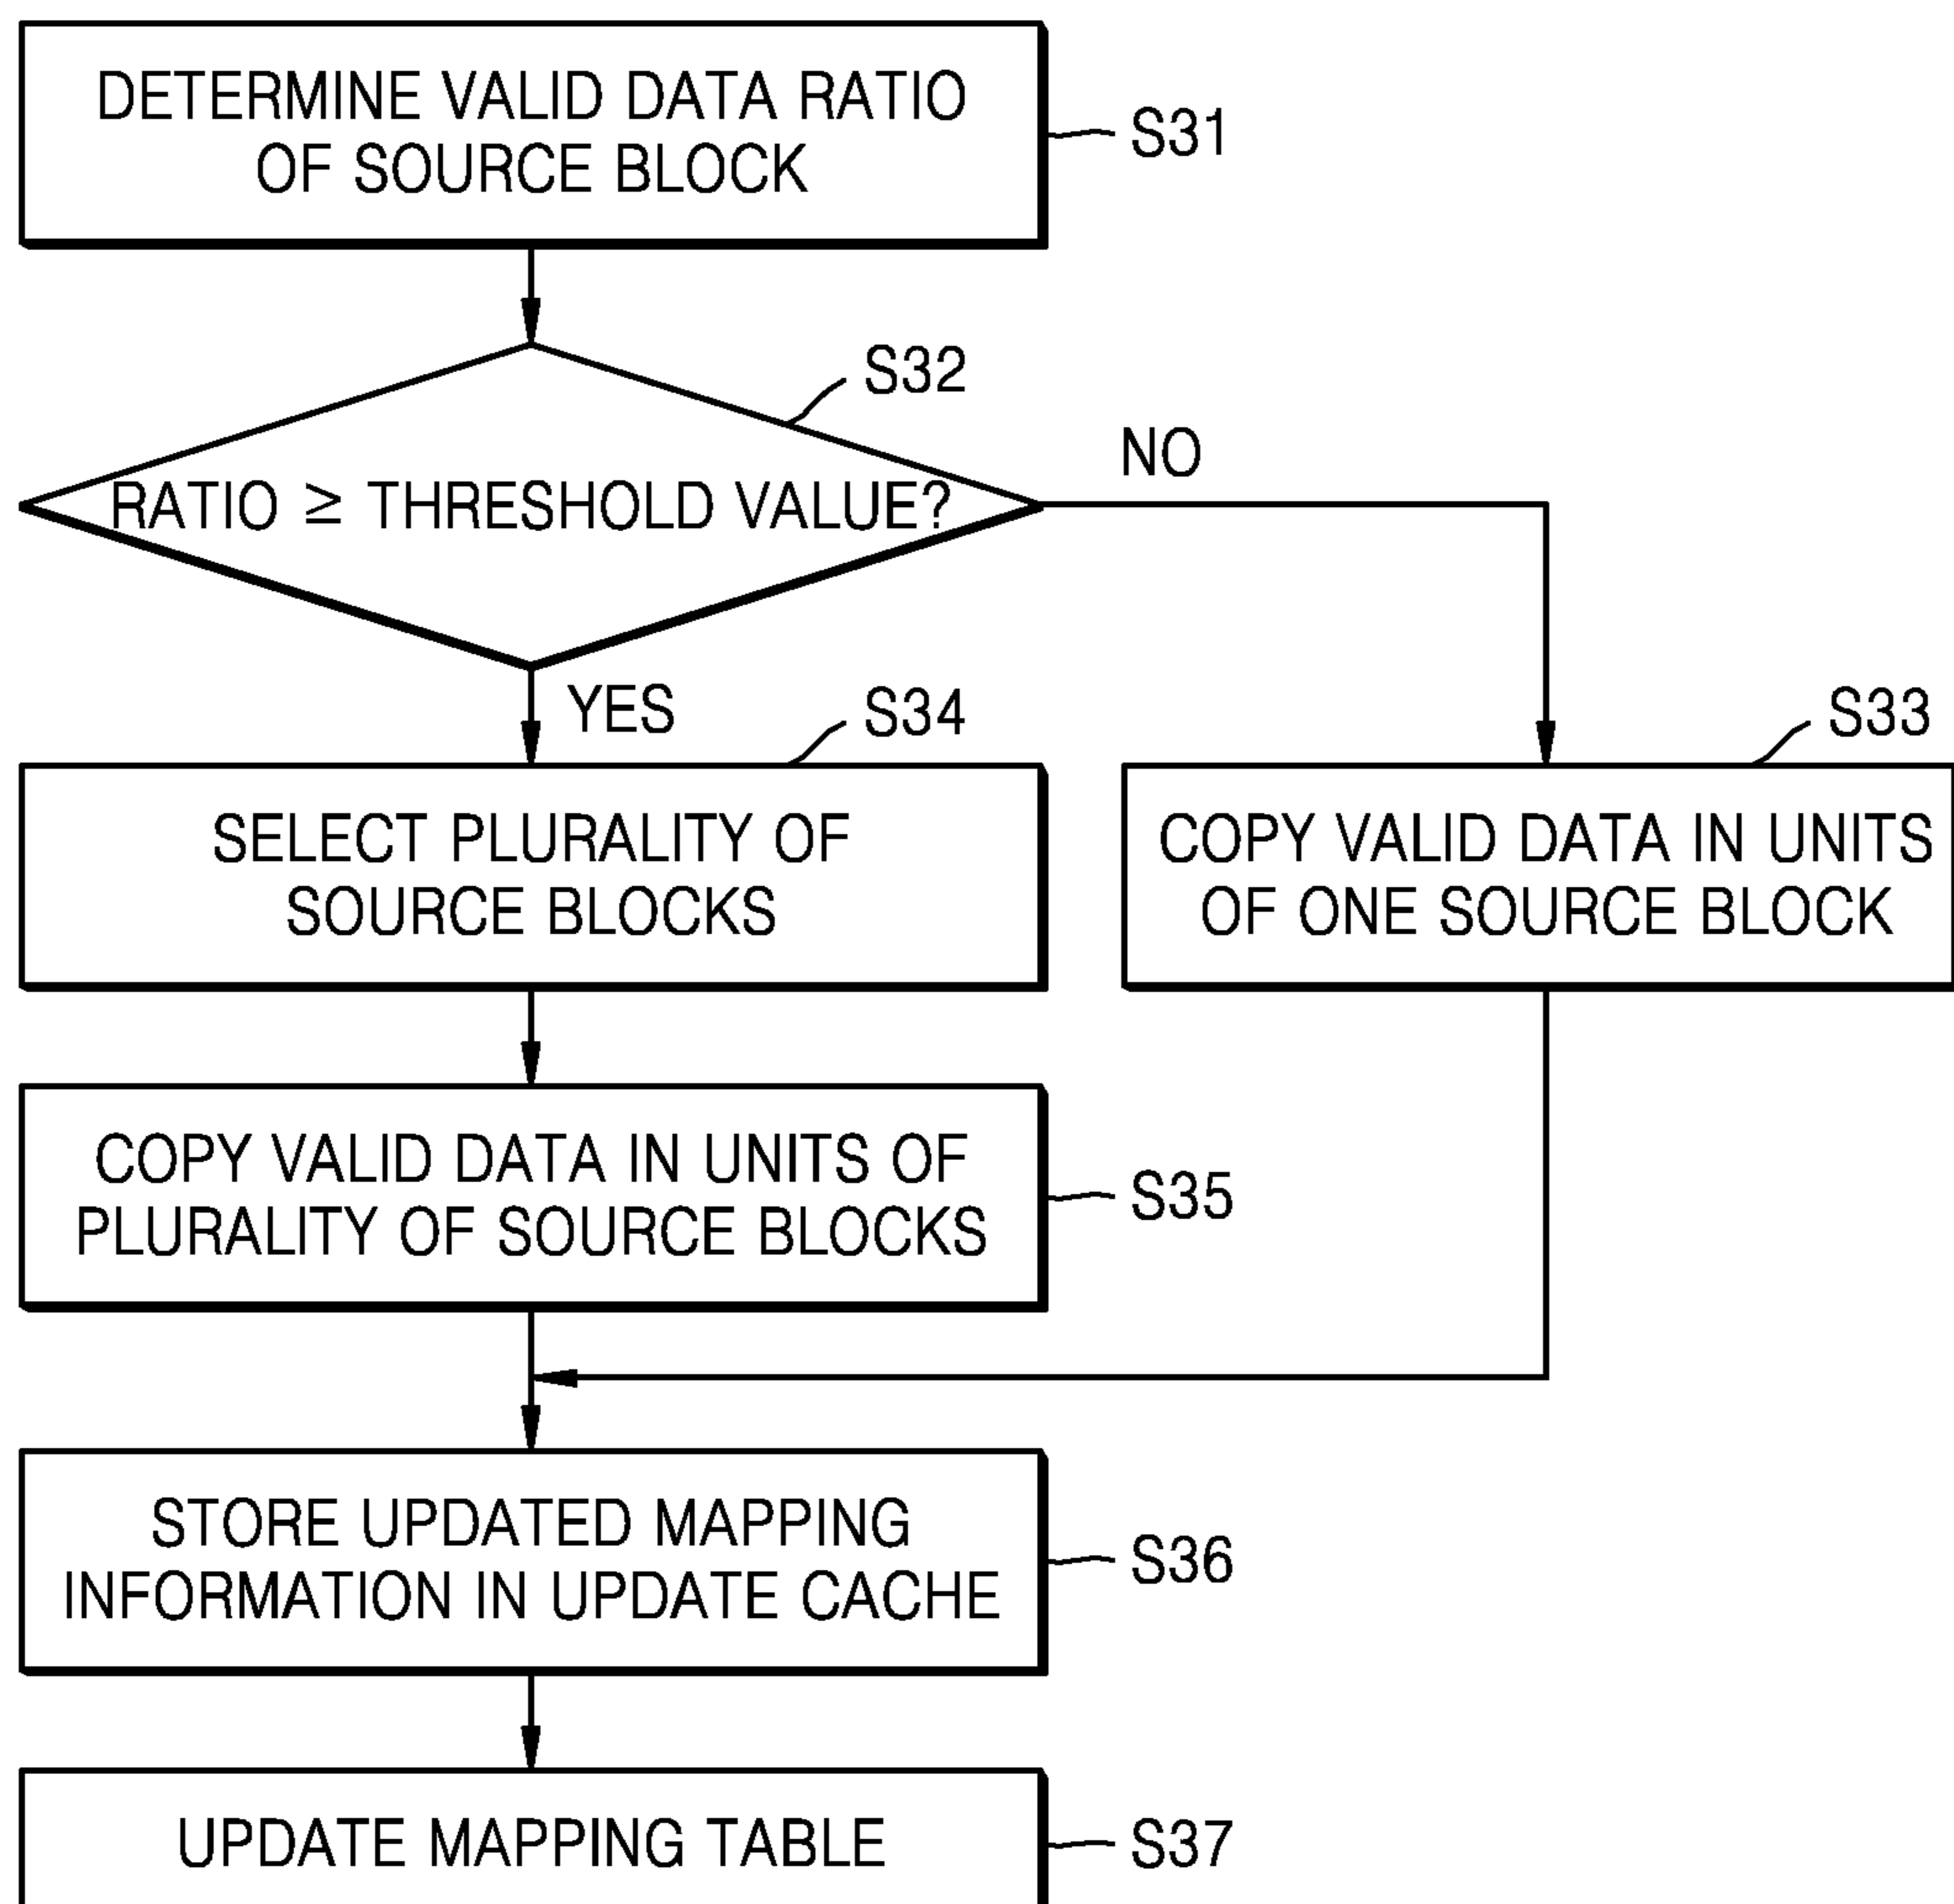 DETERMINE VALID DATA RATIO
OF SOURCE BLOCK
S31
S32
RATIO ≥ THRESHOLD VALUE?
NO
YES
S34
SELECT PLURALITY OF
SOURCE BLOCKS
S33
COPY VALID DATA IN UNITS
OF ONE SOURCE BLOCK
COPY VALID DATA IN UNITS OF
PLURALITY OF SOURCE BLOCKS
S35
STORE UPDATED MAPPING
INFORMATION IN UPDATE CACHE
S36
UPDATE MAPPING TABLE
S37